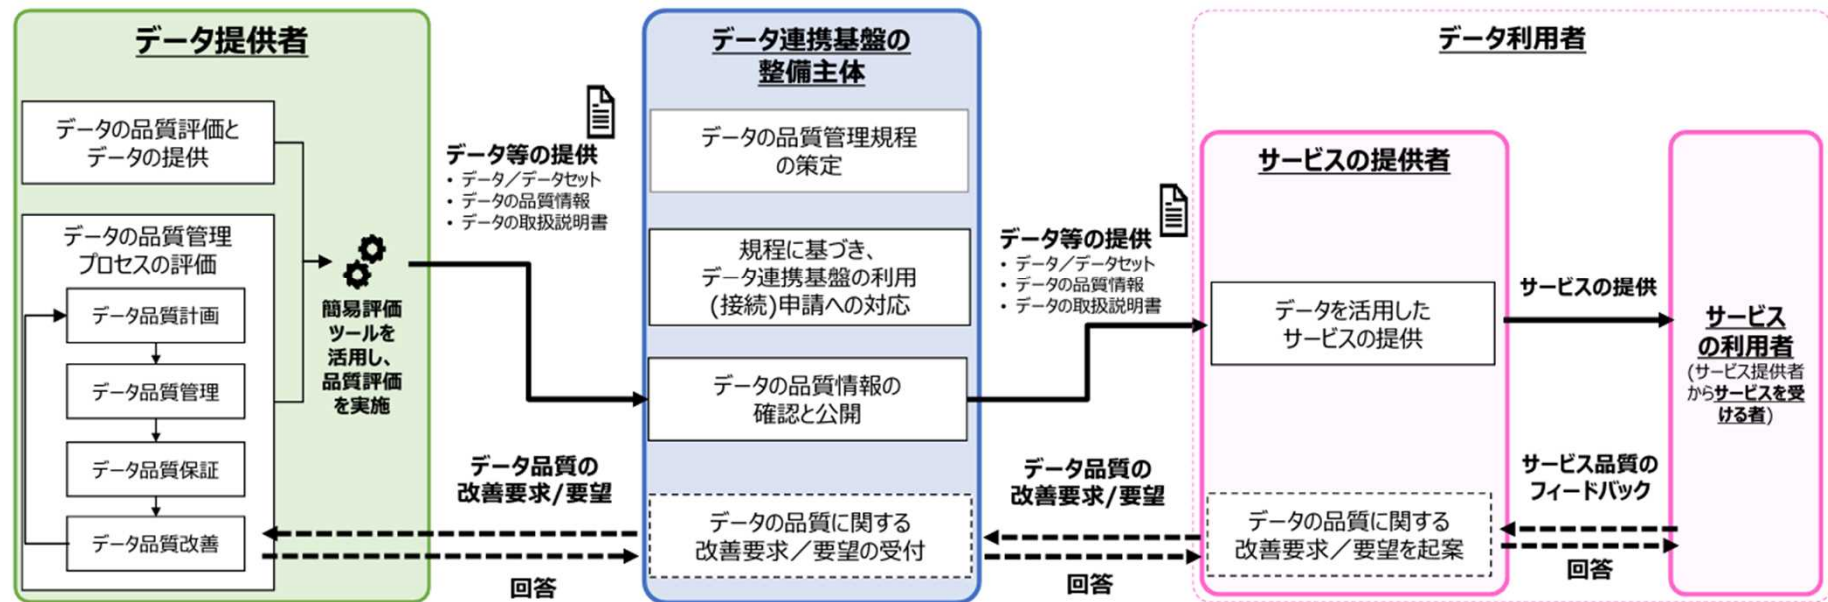 データ提供者
データの品質評価と
データの提供
データの品質管理
プロセスの評価
データ品質計画
データ品質管理
データ品質保証
データ品質改善
簡易評価
ツールを
活用し、
品質評価
を実施
データ等の提供
・データ／データセット
・データの品質情報
・データの取扱説明書
データ品質の
改善要求/要望
回答
データ連携基盤の
整備主体
データの品質管理規程
の策定
規程に基づき、
データ連携基盤の利用
(接続)申請への対応
データの品質情報の
確認と公開
データの品質に関する
改善要求／要望の受付
データ等の提供
・データ／データセット
・データの品質情報
・データの取扱説明書
データ品質の
改善要求/要望
回答
データ利用者
サービスの提供者
データを活用した
サービスの提供
データの品質に関する
改善要求／要望を起案
サービスの提供
サービス品質の
フィードバック
回答
サービス
の利用者
(サービス提供者
からサービスを受
ける者)